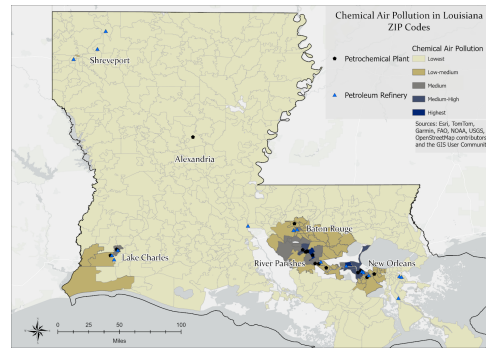 Chemical Air Pollution in Louisiana
ZIP Codes
Chemical Air Pollution
Petrochemical Plant
Lowest
Low-medium
Medium
Petroleum Refinery
Medium-High
Highest
Sources: Esri, TomTom,
Garmin, FAO, NOAA, USGS,
OpenStreetMap contributors
and the GIS User Communit
Shreveport
Alexandria
Baton Rouge
Lake Charles
River Parishes
New Orleans
N
0 25 50 100
Miles